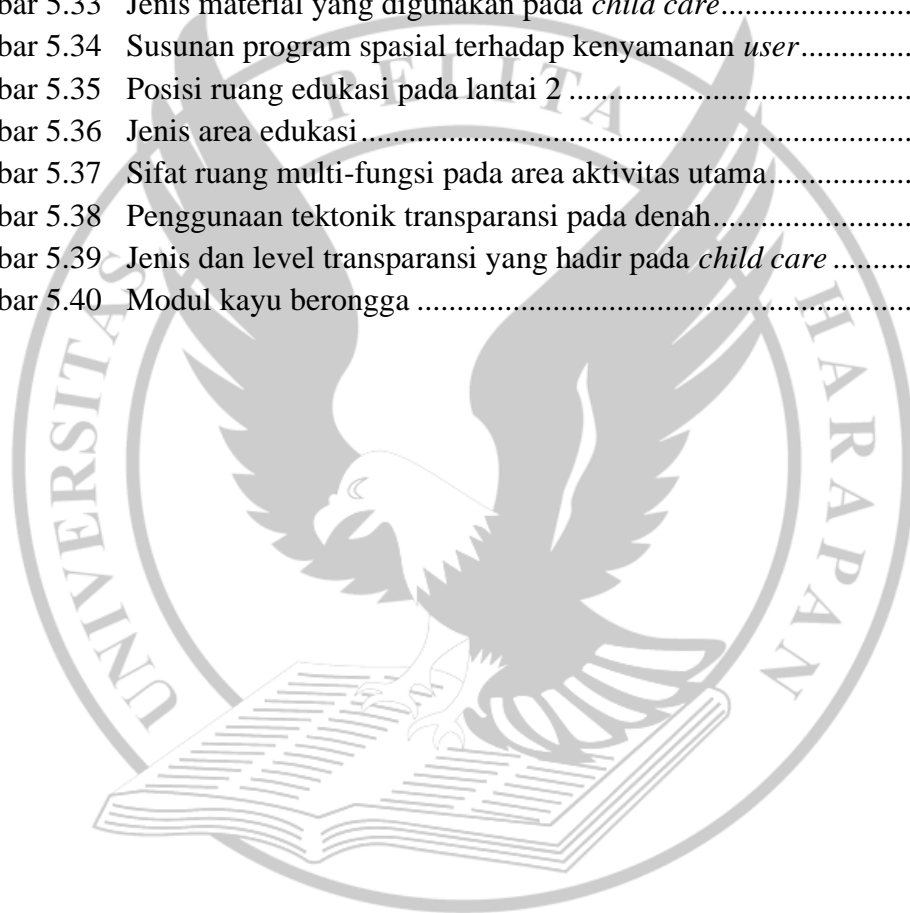 bar 5.33 Jenis material yang digunakan pada child care............................
bar 5.34 Susunan program spasial terhadap kenyamanan user................
bar 5.35 Posisi ruang edukasi pada lantai 2 ..................................................
bar 5.36 Jenis area edukasi................................................................................
bar 5.37 Sifat ruang multi-fungsi pada area aktivitas utama.....................
bar 5.38 Penggunaan tektonik transparansi pada denah.............................
bar 5.39 Jenis dan level transparansi yang hadir pada child care ............
bar 5.40 Modul kayu berongga ........................................................................
UNIVERSITAS PELITA HARAPAN